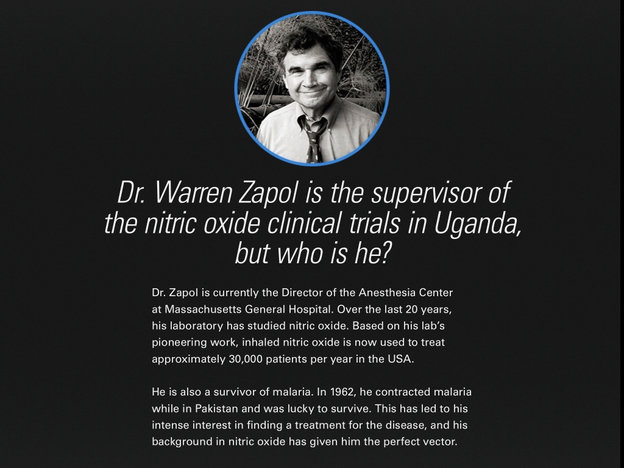 Dr. Warren Zapol is the supervisor of
the nitric oxide clinical trials in Uganda,
but who is he?
Dr. Zapol is currently the Director of the Anesthesia Center
at Massachusetts General Hospital. Over the last 20 years,
his laboratory has studied nitric oxide. Based on his lab’s
pioneering work, inhaled nitric oxide is now used to treat
approximately 30,000 patients per year in the USA.
He is also a survivor of malaria. In 1962, he contracted malaria
while in Pakistan and was lucky to survive. This has led to his
intense interest in finding a treatment for the disease, and his
background in nitric oxide has given him the perfect vector.